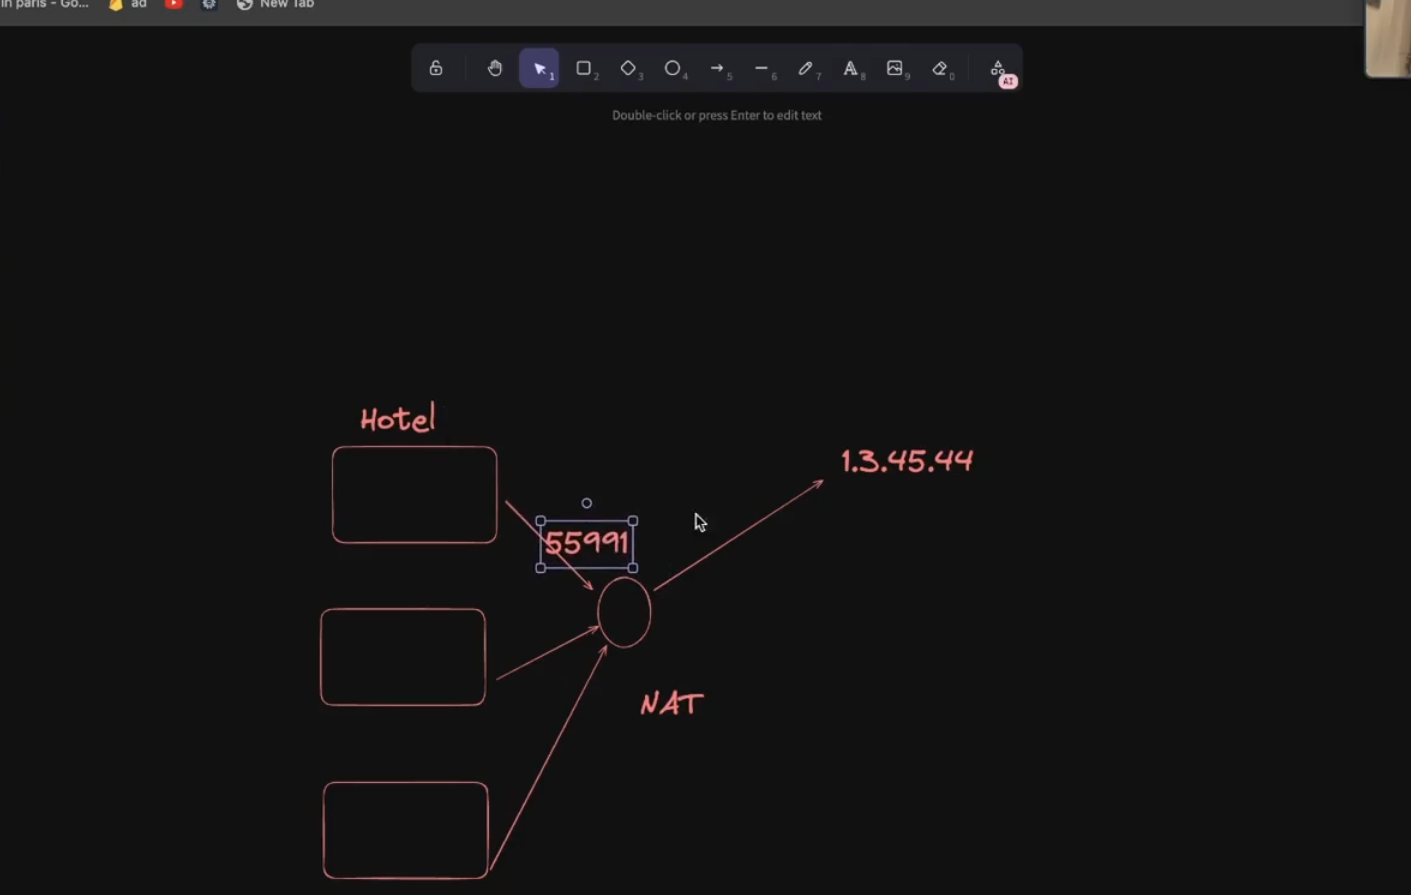 in paris - Go...
ad
New Tab
1
2
3
4
5
6
7
8
9
0
AI
Double-click or press Enter to edit text
Hotel
1.3.45.44
55991
NAT